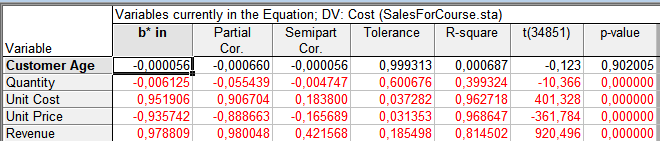 Variables currently in the Equation; DV: Cost (SalesForCourse.sta)
Variable b* in Partial Cor. Semipart Cor. Tolerance R-square t(34851) p-value
Customer Age -0,000056 -0,000660 -0,000056 0,999313 0,000687 -0,123 0,902005
Quantity -0,006125 -0,055439 -0,004747 0,600676 0,399324 -10,366 0,000000
Unit Cost 0,951906 0,906704 0,183800 0,037282 0,962718 401,328 0,000000
Unit Price -0,935742 -0,888663 -0,165689 0,031353 0,968647 -361,784 0,000000
Revenue 0,978809 0,980048 0,421568 0,185498 0,814502 920,496 0,000000